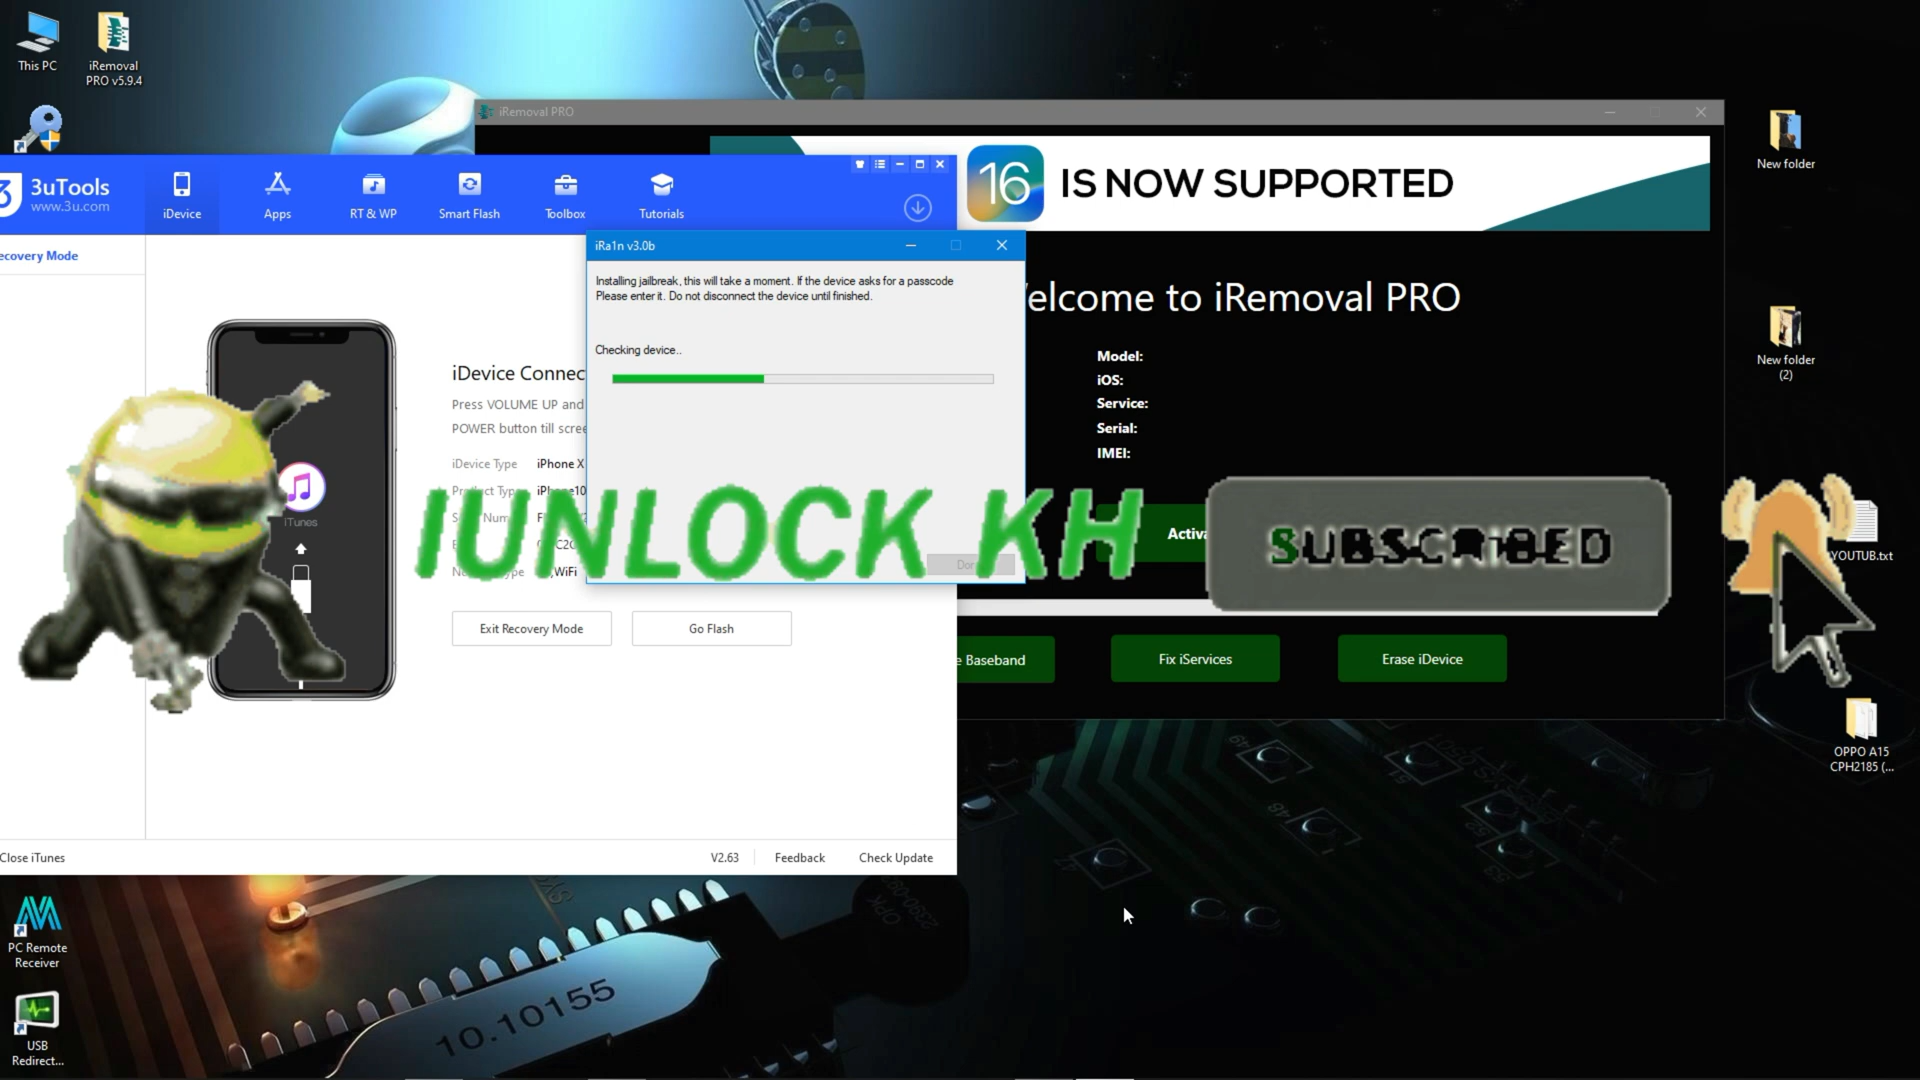 This PC
iRemoval
PRO v5.9.4
iRemoval PRO
16 IS NOW SUPPORTED
New folder
3uTools
www.3u.com
iDevice
Apps
RT & WP
Smart Flash
Toolbox
Tutorials
ecovery Mode
iRa1n v3.0b
Installing jailbreak, this will take a moment. If the device asks for a passcode
Please enter it. Do not disconnect the device until finished.
Checking device..
elcome to iRemoval PRO
Model:
iOS:
Service:
Serial:
IMEI:
New folder
(2)
iDevice Connec
Press VOLUME UP and
POWER button till scree
iDevice Type iPhone X
iTunes
,WiFi
IUNLOCK KH
Activa
SUBSCRIBED
YOUTUB.txt
Exit Recovery Mode
Go Flash
e Baseband
Fix iServices
Erase iDevice
OPPO A15
CPH2185 (...
Close iTunes
V2.63
Feedback
Check Update
PC Remote
Receiver
10.10155
USB
Redirect...